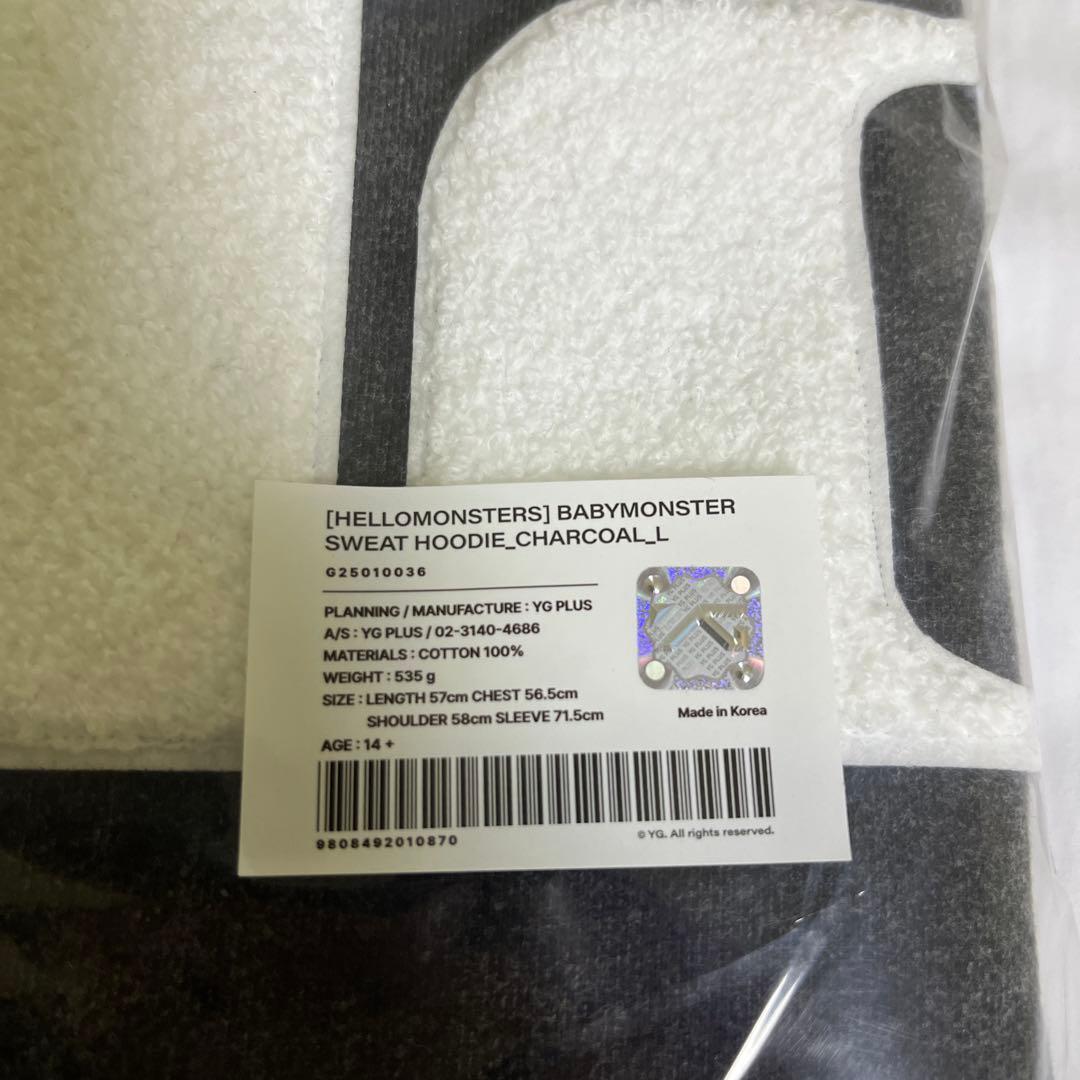 [HELLOMONSTERS] BABYMONSTER
SWEAT HOODIE_CHARCOAL_L
G25010036
PLANNING / MANUFACTURE : YG PLUS
A/S : YG PLUS / 02-3140-4686
MATERIALS : COTTON 100%
WEIGHT : 535 g
SIZE : LENGTH 57cm CHEST 56.5cm
SHOULDER 58cm SLEEVE 71.5cm
AGE : 14 +
YG PLUS
Made in Korea
9808492010870
© YG. All rights reserved.